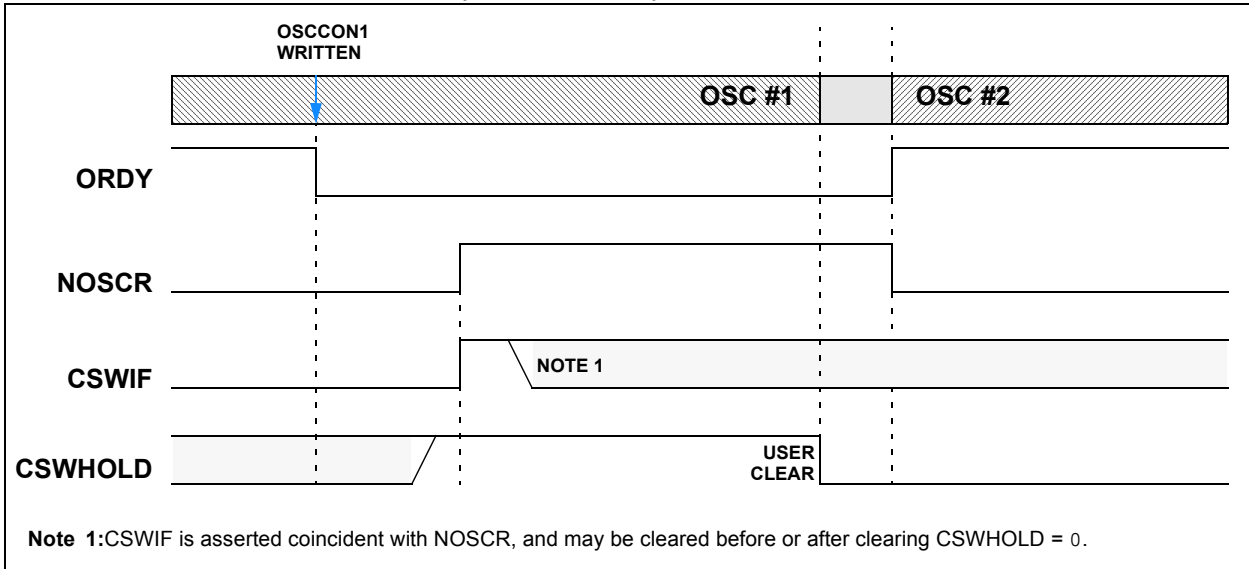 OSCCON1
WRITTEN
OSC #1
OSC #2
ORDY
NOSCR
CSWIF
NOTE 1
CSWHOLD
USER
CLEAR
Note 1:CSWIF is asserted coincident with NOSCR, and may be cleared before or after clearing CSWHOLD = 0.